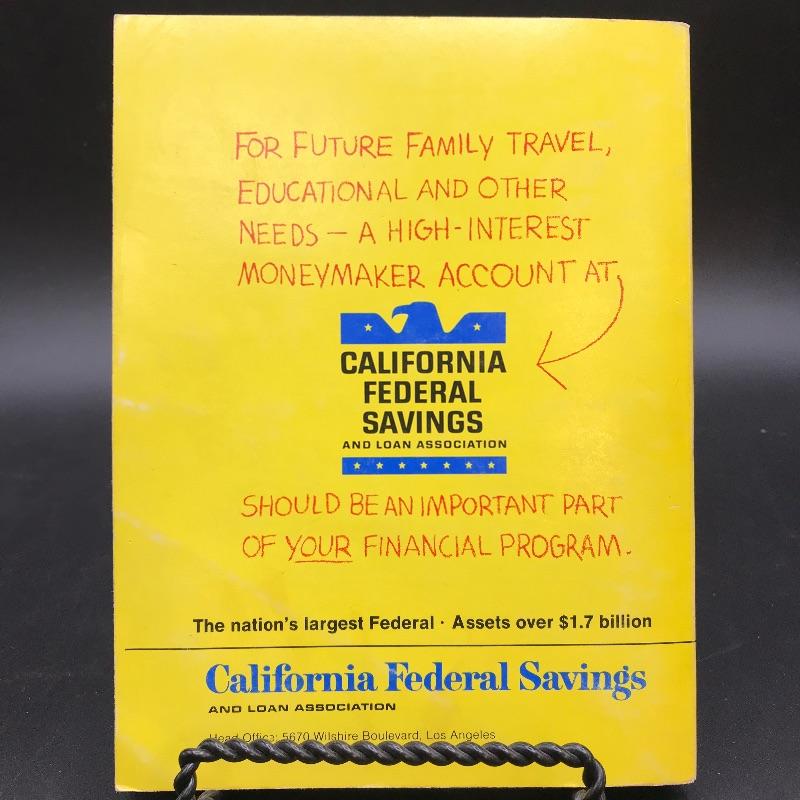 FOR FUTURE FAMILY TRAVEL,
EDUCATIONAL AND OTHER
NEEDS — A HIGH-INTEREST
MONEYMAKER ACCOUNT AT
CALIFORNIA
FEDERAL
SAVINGS
AND LOAN ASSOCIATION
SHOULD BE AN IMPORTANT PART
OF YOUR FINANCIAL PROGRAM.
The nation's largest Federal · Assets over $1.7 billion
California Federal Savings
AND LOAN ASSOCIATION
Head Office: 5670 Wilshire Boulevard, Los Angeles